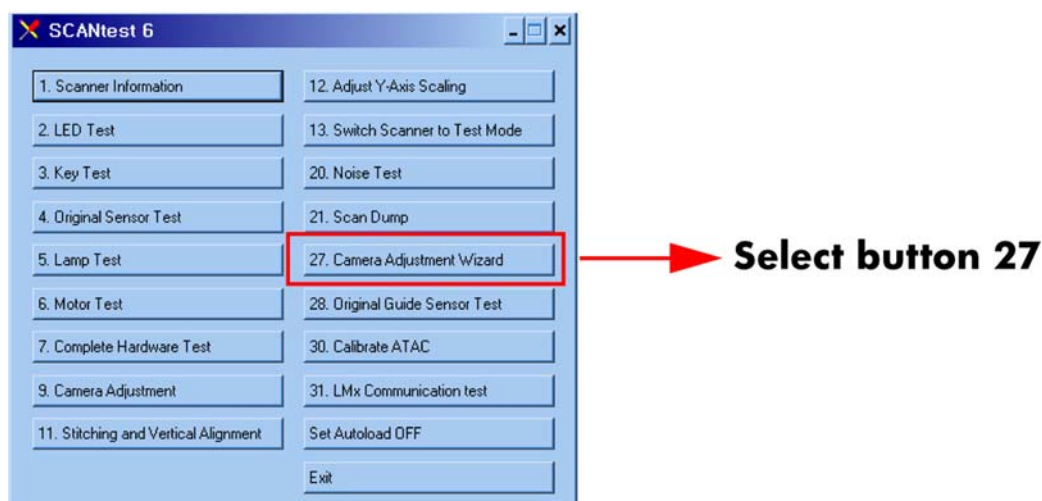 SCANtest 6
1. Scanner Information
2. LED Test
3. Key Test
4. Original Sensor Test
5. Lamp Test
6. Motor Test
7. Complete Hardware Test
9. Camera Adjustment
11. Stitching and Vertical Alignment
12. Adjust Y-Axis Scaling
13. Switch Scanner to Test Mode
20. Noise Test
21. Scan Dump
27. Camera Adjustment Wizard
28. Original Guide Sensor Test
30. Calibrate ATAC
31. LMx Communication test
Set Autoload OFF
Exit
Select button 27